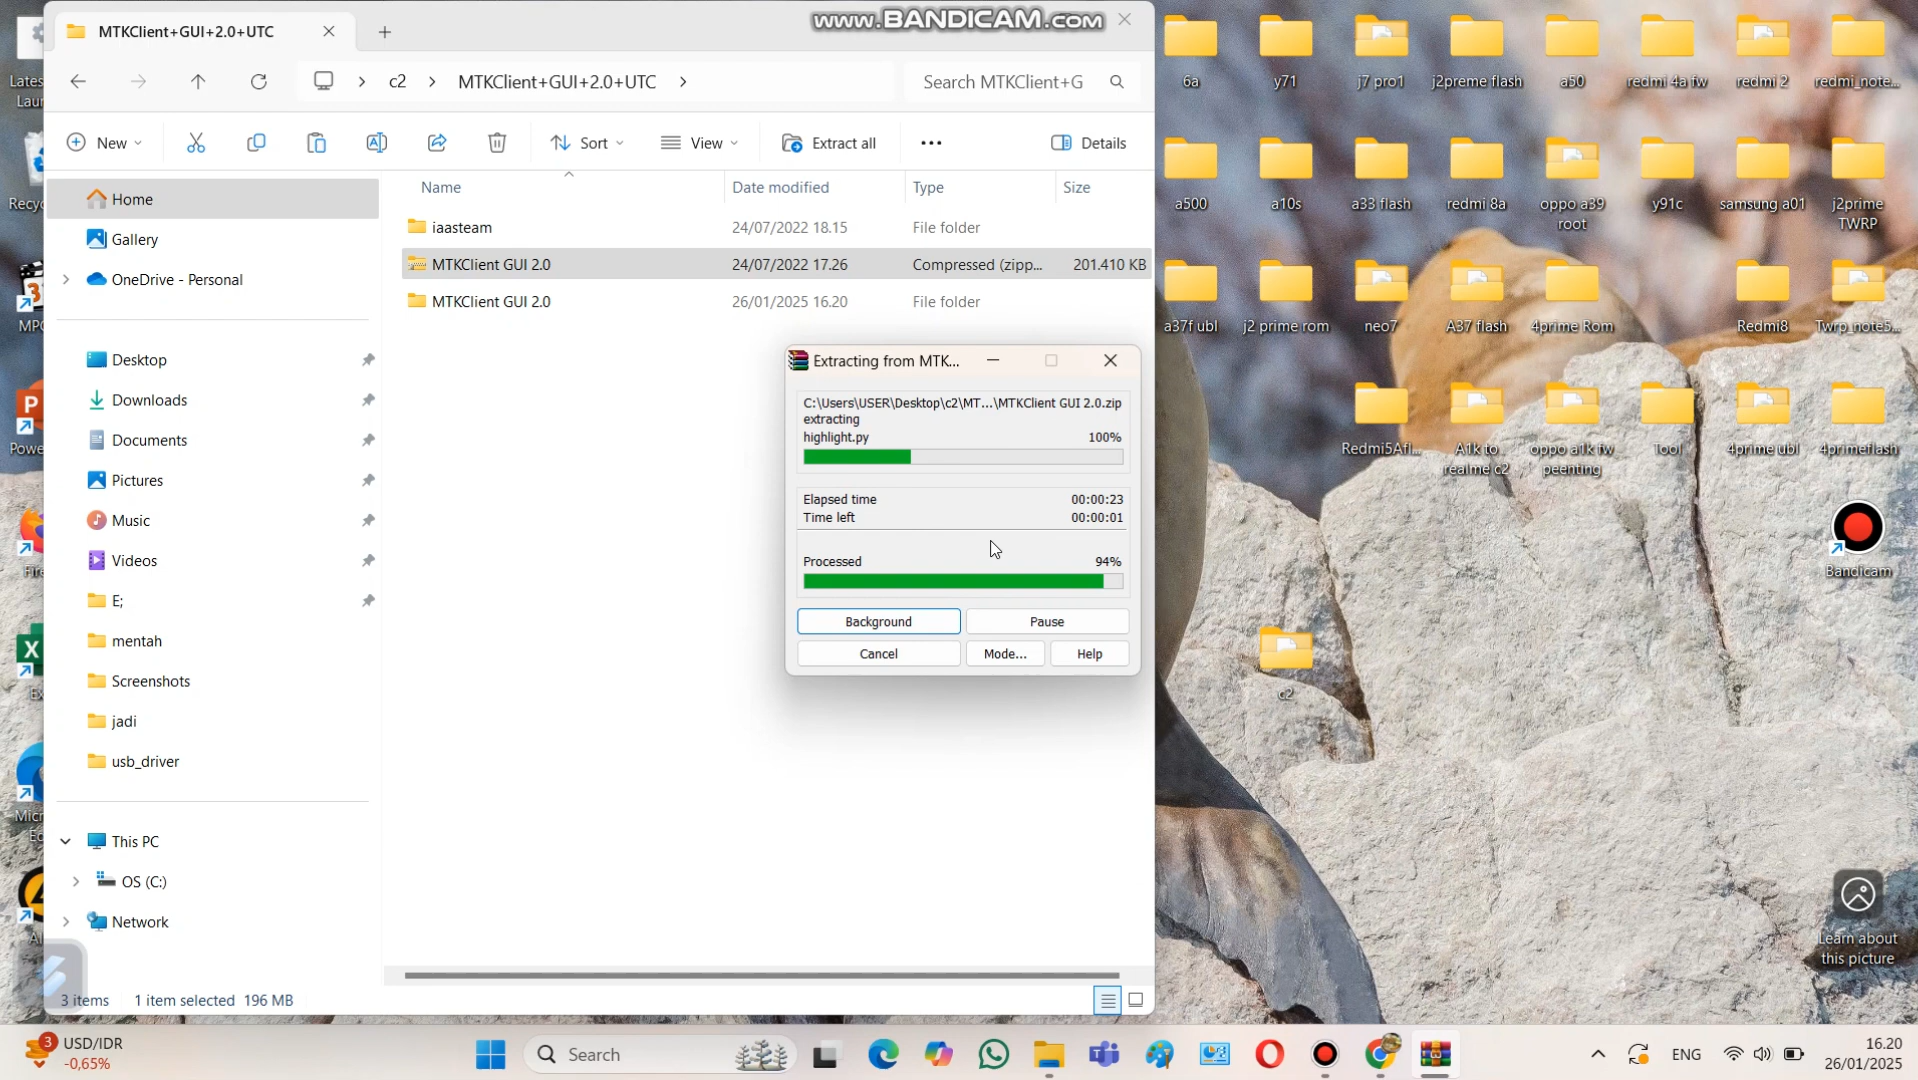 MTKClient+GUI+2.0+UTC
www.BANDICAM.com
c2
MTKClient+GUI+2.0+UTC
Search MTKClient+G
New
Sort
View
Extract all
Details
Name
Date modified
Type
Size
Home
Gallery
OneDrive - Personal
Desktop
Downloads
Documents
Pictures
Music
Videos
E;
mentah
Screenshots
jadi
usb_driver
This PC
OS (C:)
Network
iaasteam 24/07/2022 18.15 File folder
MTKClient GUI 2.0 24/07/2022 17.26 Compressed (zipp... 201.410 KB
MTKClient GUI 2.0 26/01/2025 16.20 File folder
Extracting from MTK...
C:\Users\USER\Desktop\c2\MT...\MTKClient GUI 2.0.zip
extracting
highlight.py 100%
Elapsed time 00:00:23
Time left 00:00:01
Processed 94%
Background
Pause
Cancel
Mode...
Help
3 items 1 item selected 196 MB
6a
y71
j7 pro1
j2preme flash
a50
redmi 4a fw
redmi 2
redmi_note...
a500
a10s
a33 flash
redmi 8a
oppo a39
root
y91c
samsung a01
j2prime
TWRP
a37f ubl
j2 prime rom
neo7
A37 flash
4prime Rom
Redmi8
Twrp_note5...
Redmi5Afl...
A1k to
realme c2
oppo a1k fw
peenting
Tool
4prime ubl
4primeflash
Bandicam
c2
Learn about
this picture
3
USD/IDR
-0,65%
Search
ENG
16.20
26/01/2025